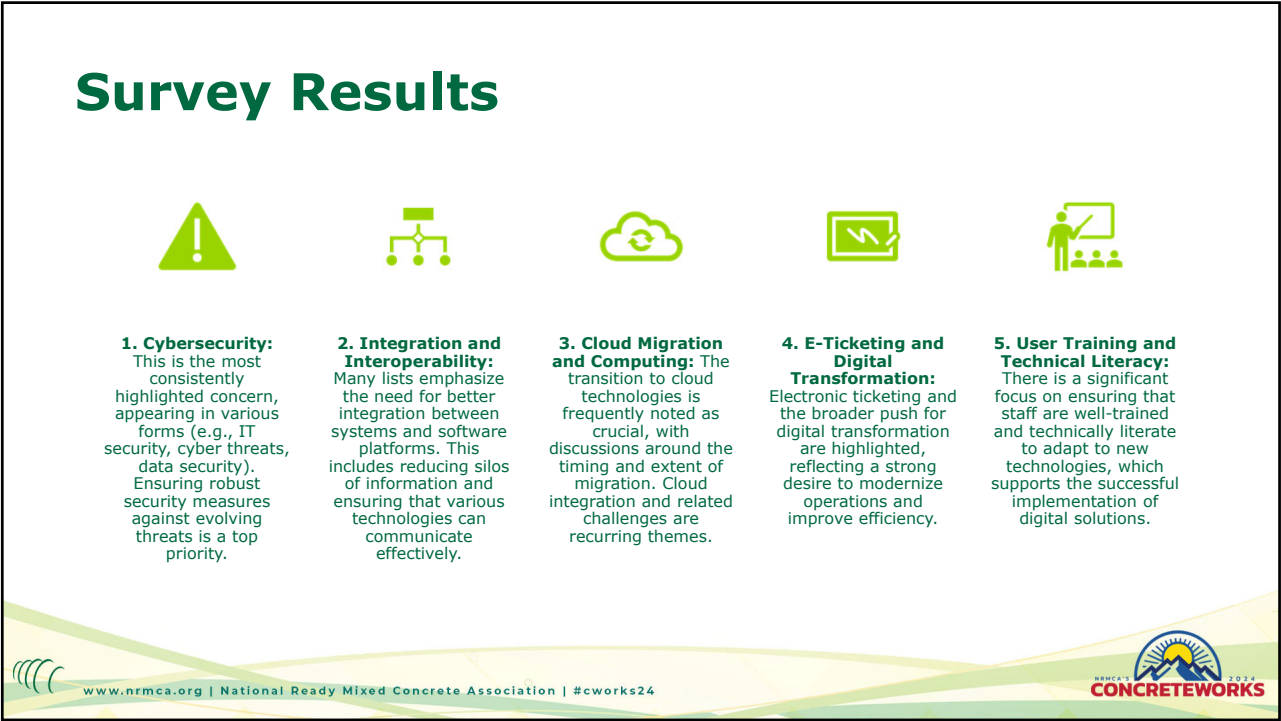 Survey Results
1. Cybersecurity:
This is the most
consistently
highlighted concern,
appearing in various
forms (e.g., IT
security, cyber threats,
data security).
Ensuring robust
security measures
against evolving
threats is a top
priority.
2. Integration and
Interoperability:
Many lists emphasize
the need for better
integration between
systems and software
platforms. This
includes reducing silos
of information and
ensuring that various
technologies can
communicate
effectively.
3. Cloud Migration
and Computing: The
transition to cloud
technologies is
frequently noted as
crucial, with
discussions around the
timing and extent of
migration. Cloud
integration and related
challenges are
recurring themes.
4. E-Ticketing and
Digital
Transformation:
Electronic ticketing and
the broader push for
digital transformation
are highlighted,
reflecting a strong
desire to modernize
operations and
improve efficiency.
5. User Training and
Technical Literacy:
There is a significant
focus on ensuring that
staff are well-trained
and technically literate
to adapt to new
technologies, which
supports the successful
implementation of
digital solutions.
www.nrmca.org | National Ready Mixed Concrete Association | #cworks24
NRMCA'S 2024
CONCRETEWORKS